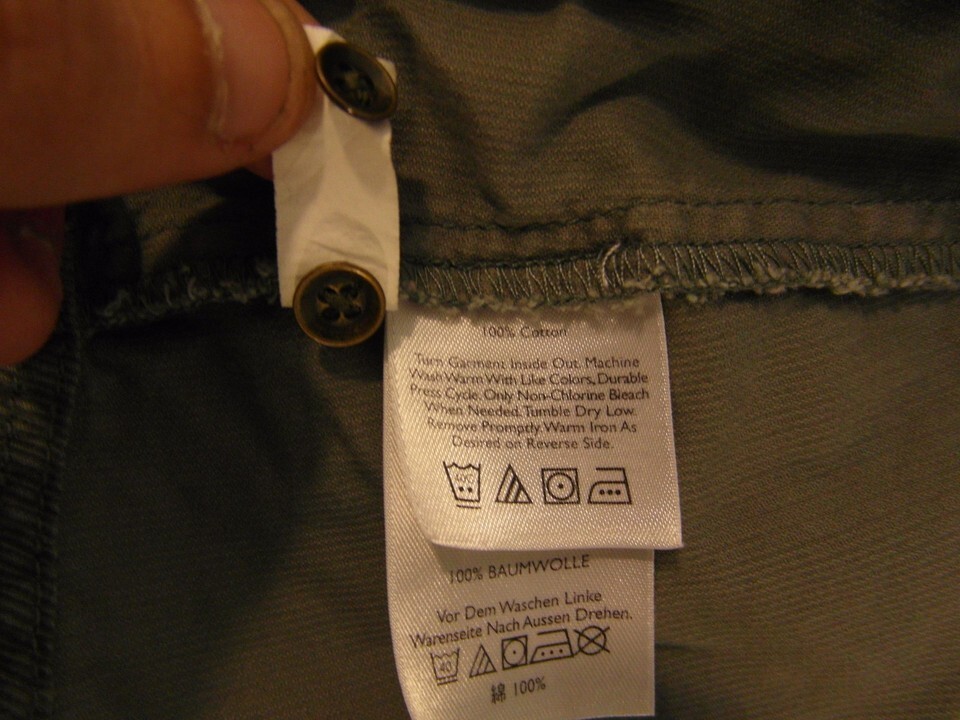 100% Cotton
Turn Garment Inside Out. Machine
Wash Warm With Like Colors, Durable
Press Cycle. Only Non-Chlorine Bleach
When Needed. Tumble Dry Low.
Remove Promptly. Warm Iron As
Desired on Reverse Side.
100% BAUMWOLLE
Vor Dem Waschen Linke
Warenseite Nach Aussen Drehen.
40
綿 100%